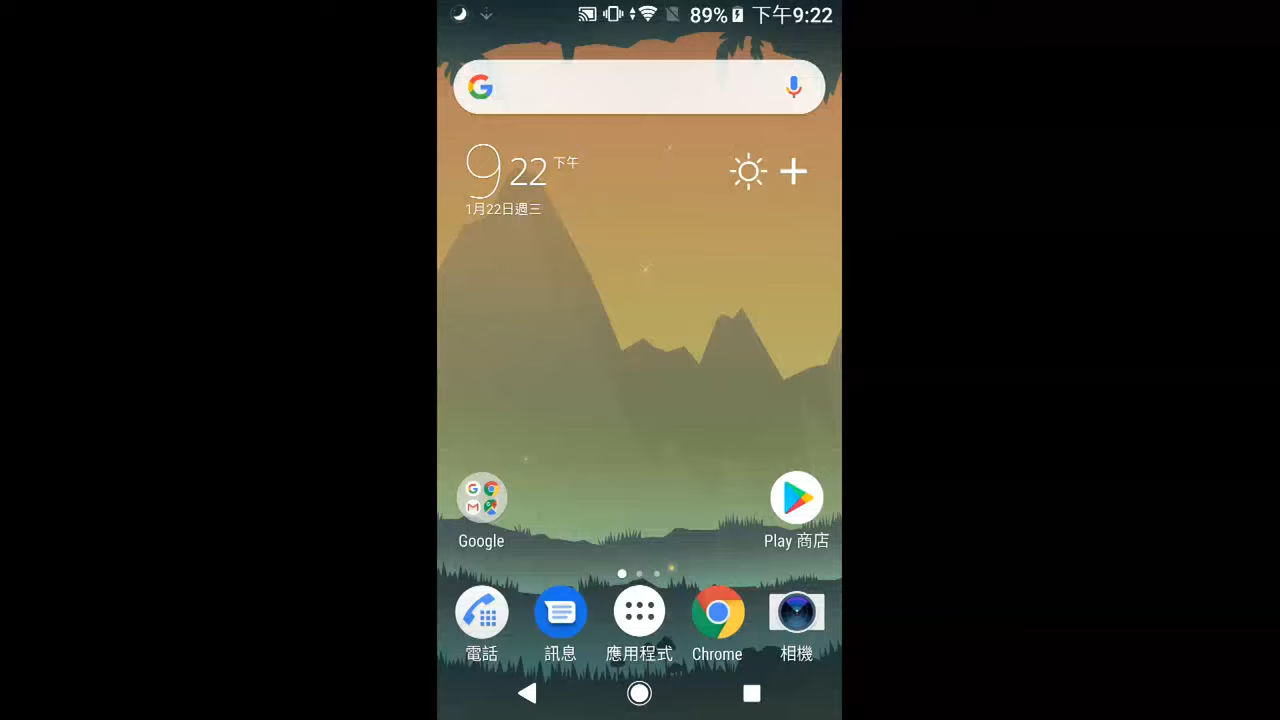 89% 下午9:22
9 22 下午
1月22日週三
Google
Play 商店
電話
訊息
應用程式
Chrome
相機